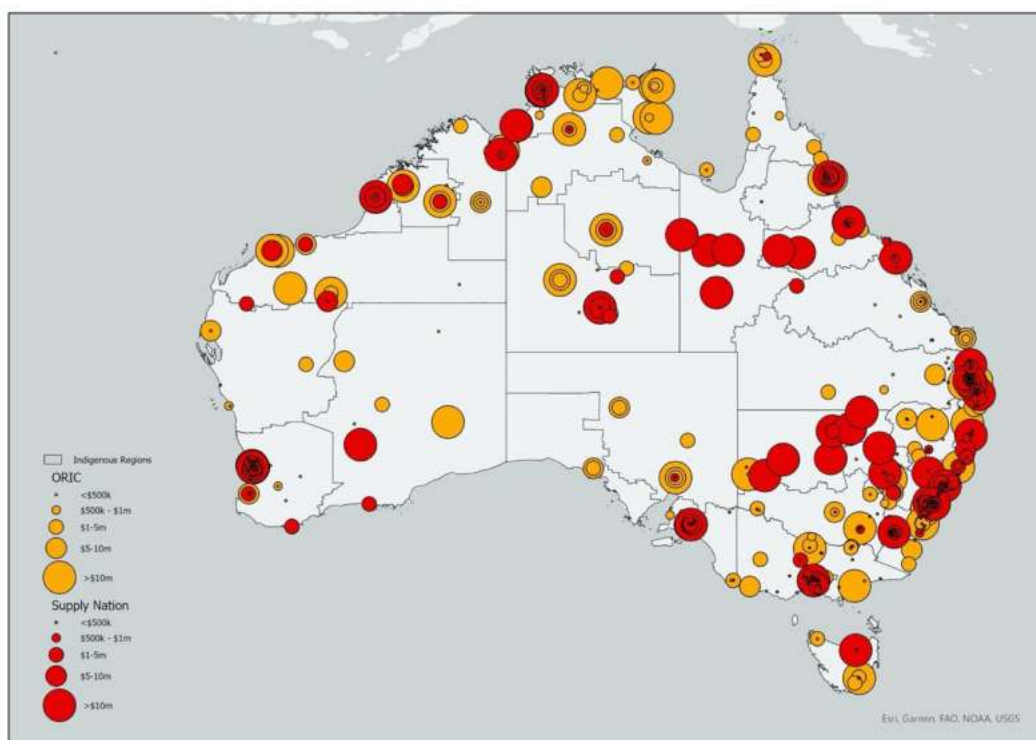 Indigenous Regions
ORIC
<$500k
$500k - $1m
$1-5m
$5-10m
>$10m
Supply Nation
<$500k
$500k - $1m
$1-5m
$5-10m
>$10m
Esri, Garmin, FAO, NOAA, USGS